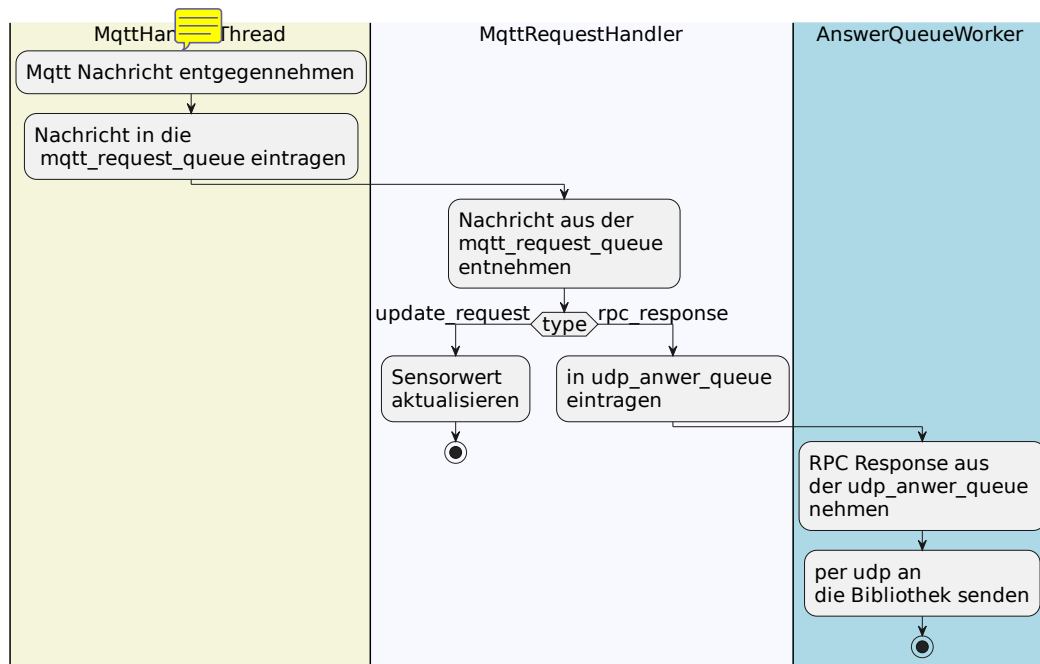 MqttHan Thread
MqttRequestHandler
AnswerQueueWorker
Mqtt Nachricht entgegennehmen
Nachricht in die
mqtt_request_queue eintragen
Nachricht aus der
mqtt_request_queue
entnehmen
update_request
type
rpc_response
Sensorwert
aktualisieren
in udp_anwer_queue
eintragen
RPC Response aus
der udp_anwer_queue
nehmen
per udp an
die Bibliothek senden